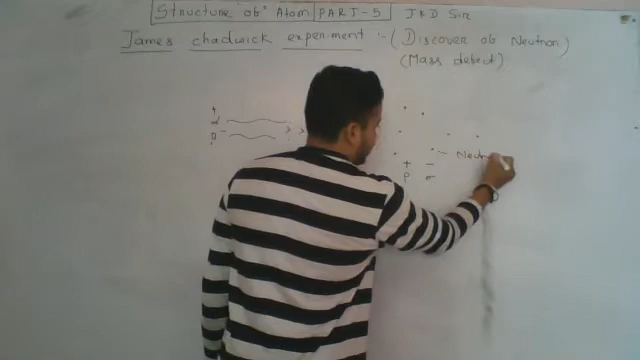 Structure of Atom PART-5 JKD Sir
James chadwick experiment :- (Discover of Neutron)
(Mass defect)
+
α
β -
+ -
P e
Neutr